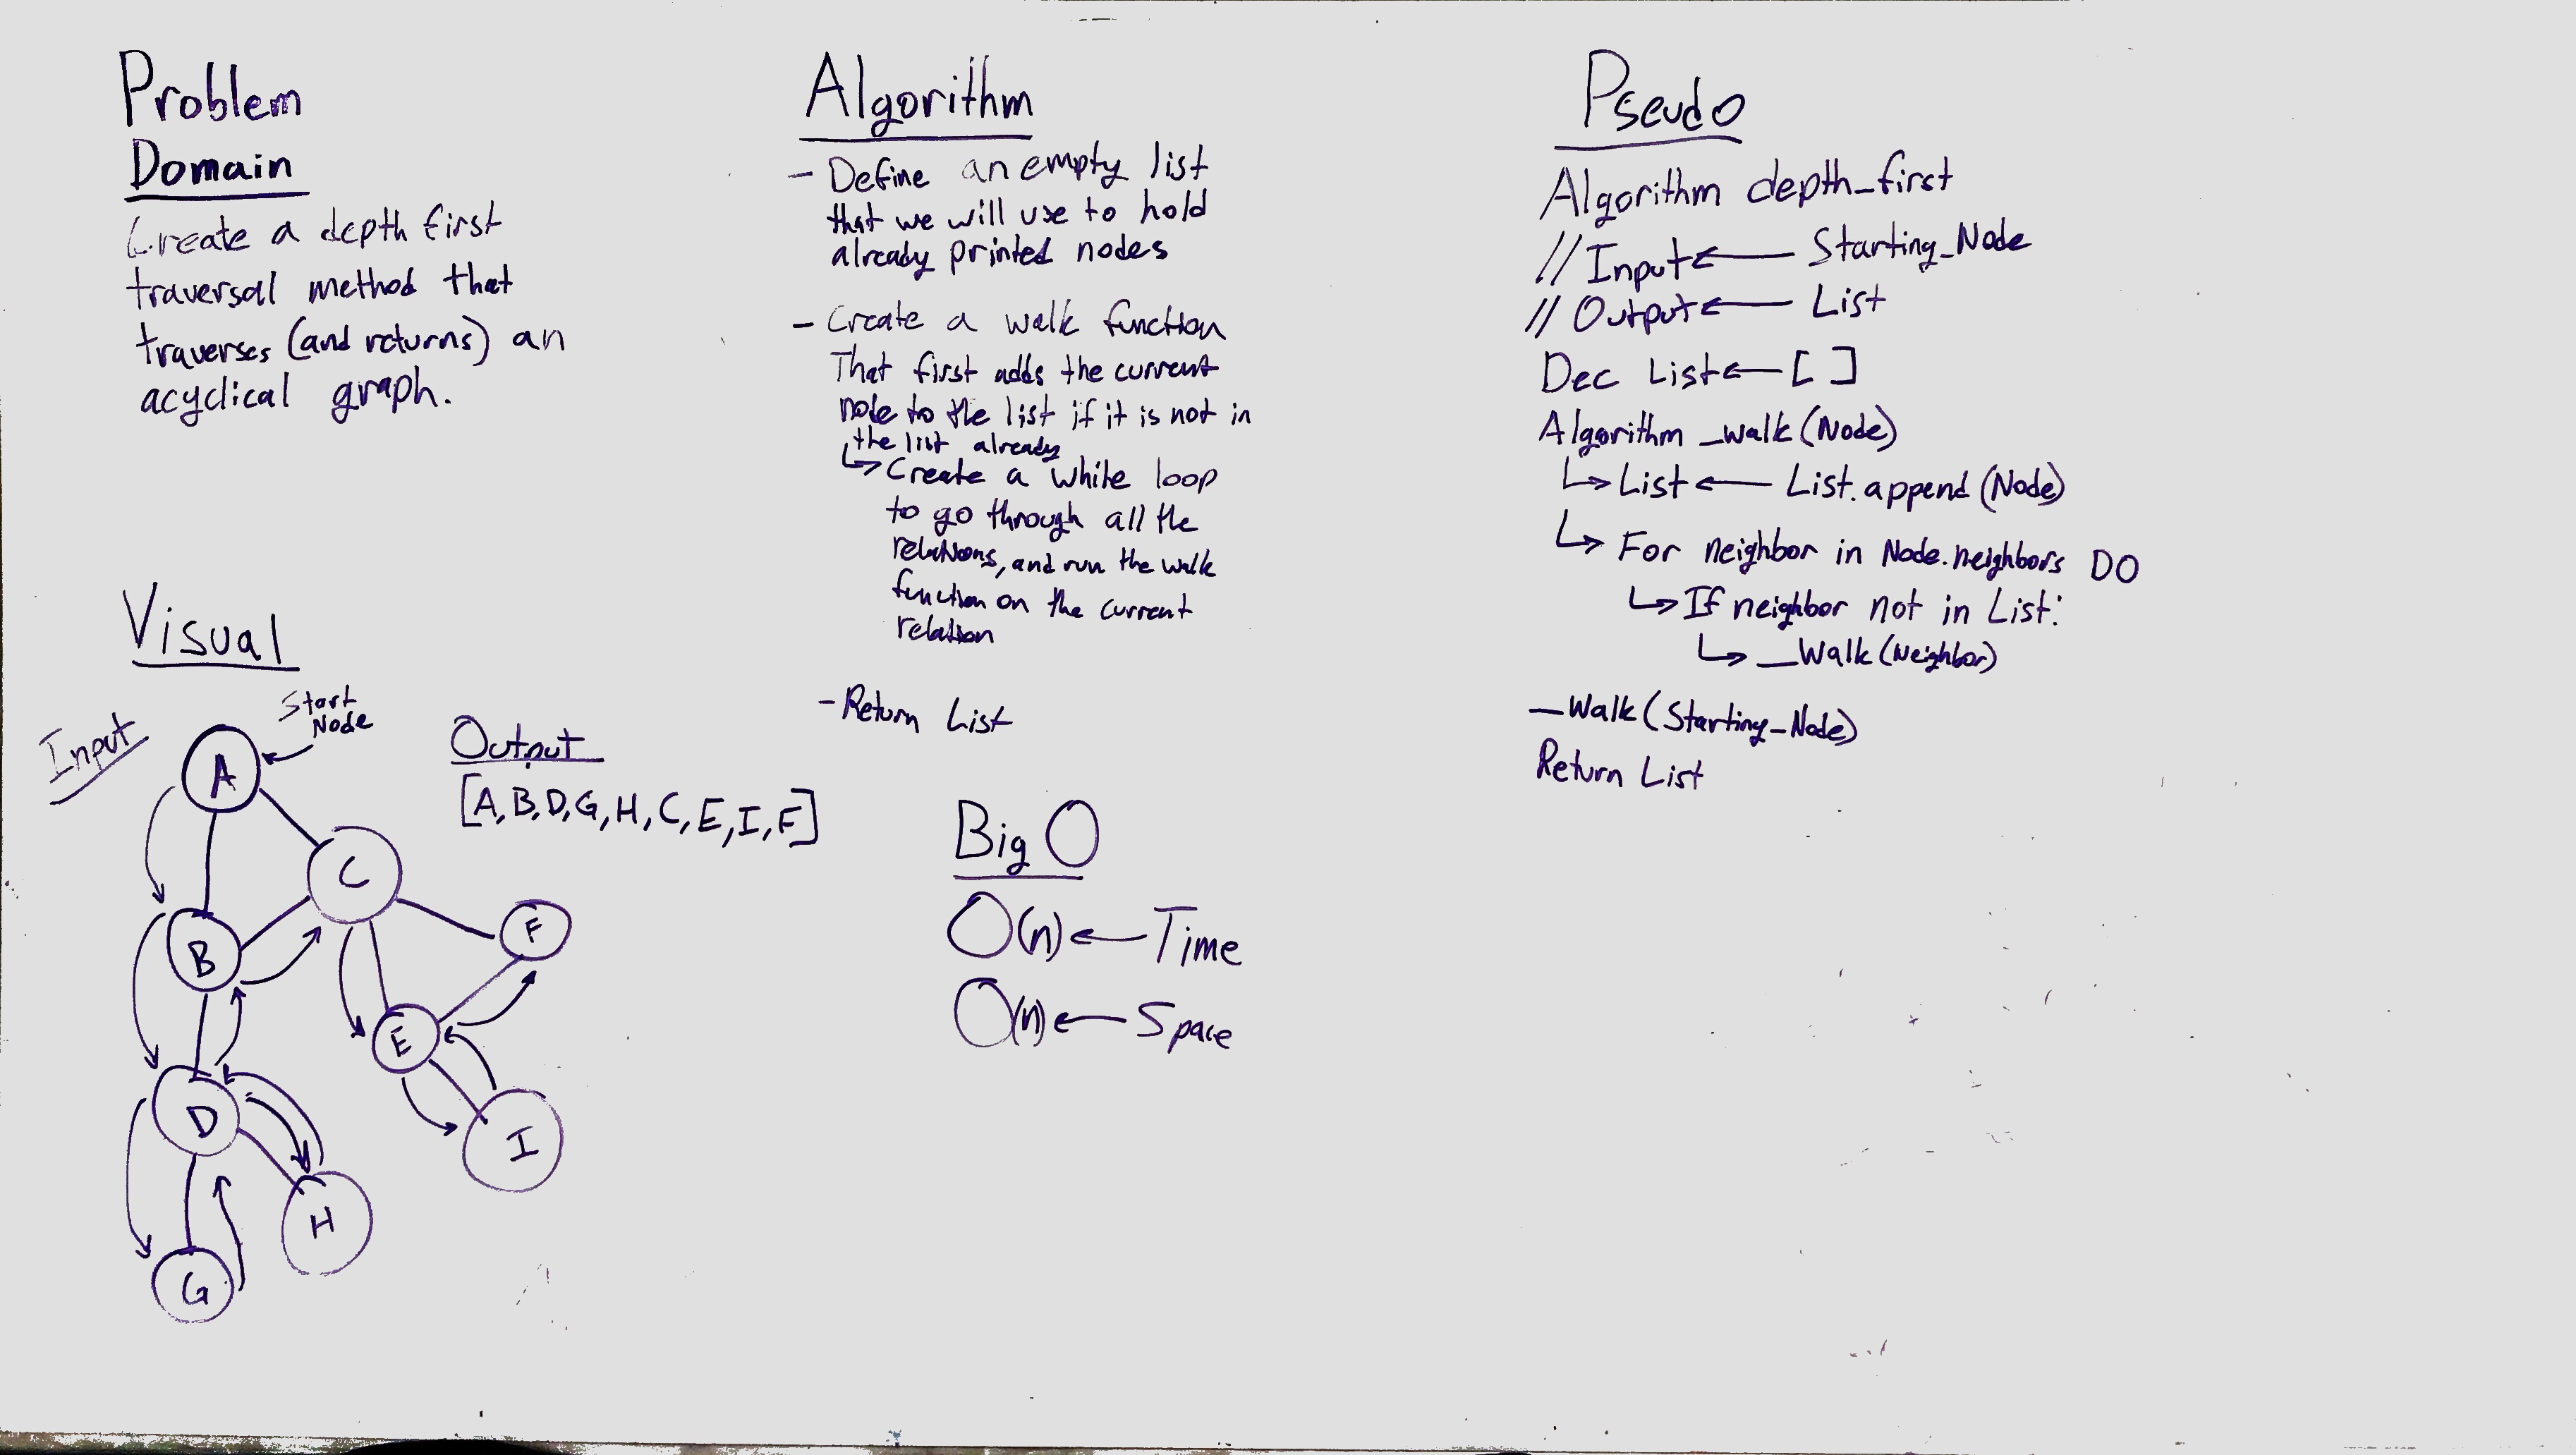 Problem
Domain
Create a depth first
traversal method that
traverses (and returns) an
acyclical graph.
Visual
Input
Start
Node
A
B
C
D
E
F
G
H
I
Output
[A, B, D, G, H, C, E, I, F]
Algorithm
- Define an empty list
that we will use to hold
already printed nodes
- Create a walk function
That first adds the current
node to the list if it is not in
the list already
↳ Create a while loop
to go through all the
relations, and run the walk
function on the current
relation
- Return List
Big O
O(n) ← Time
O(n) ← Space
Pseudo
Algorithm depth_first
// Input ← Starting_Node
// Output ← List
Dec List ← [ ]
Algorithm _walk (Node)
↳ List ← List.append (Node)
↳ For neighbor in Node.neighbors DO
↳ If neighbor not in List:
↳ _Walk (Neighbor)
_Walk (Starting_Node)
Return List